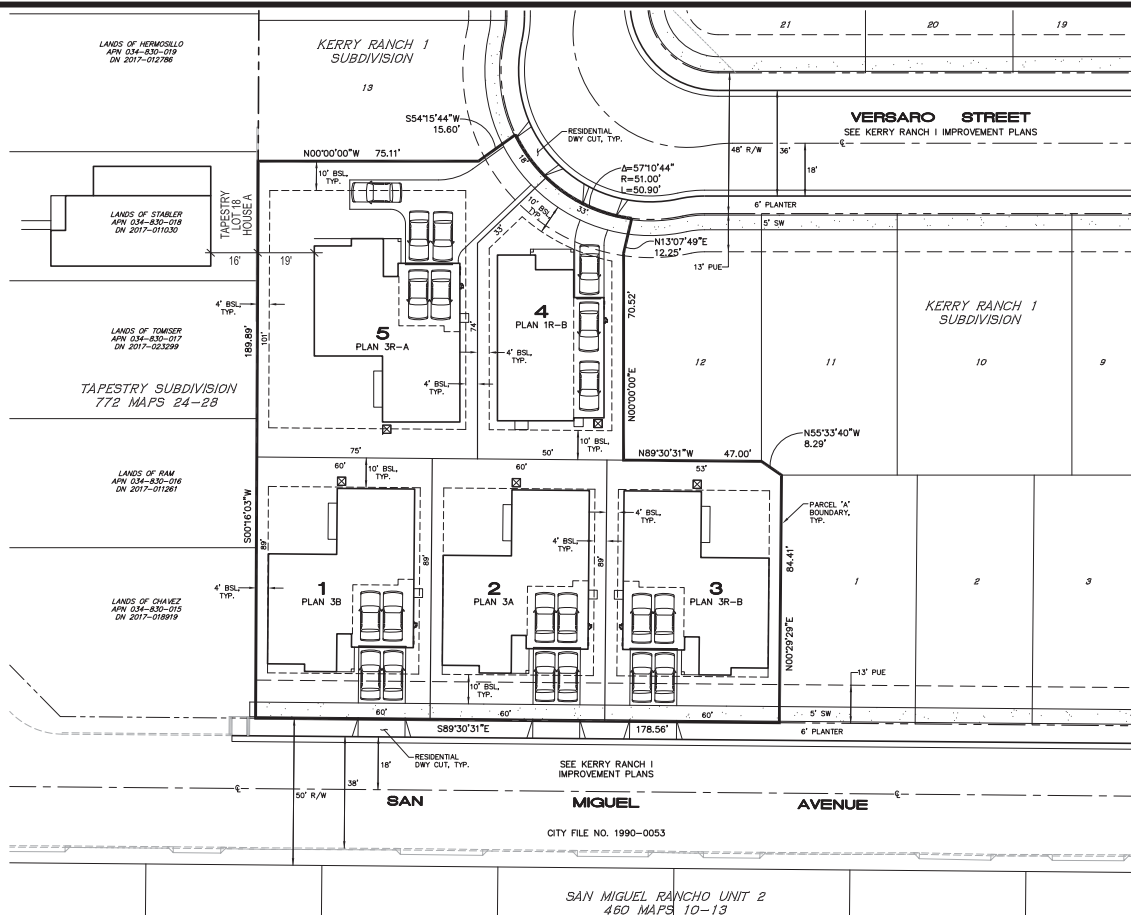 LANDS OF HERMOSILLO
APN 034-830-019
DN 2017-012786
KERRY RANCH 1
SUBDIVISION
13
21
20
19
S54°15'44"W
15.60'
RESIDENTIAL
DWY CUT, TYP.
VERSARO STREET
SEE KERRY RANCH I IMPROVEMENT PLANS
48' R/W
36'
18'
℄
N00°00'00"W 75.11'
18'
10' BSL,
TYP.
Δ=57°10'44"
R=51.00'
L=50.90'
6' PLANTER
5' SW
LANDS OF STABLER
APN 034-830-018
DN 2017-011030
TAPESTRY
LOT 18
HOUSE A
16'
19'
33'
10' BSL
TYP.
33'
N13°07'49"E
12.25'
13' PUE
4' BSL,
TYP.
LANDS OF TOMISER
APN 034-830-017
DN 2017-023299
189.89'
101'
5
PLAN 3R-A
74'
4
PLAN 1R-B
70.52'
KERRY RANCH 1
SUBDIVISION
4' BSL,
TYP.
4' BSL,
TYP.
12
11
10
9
TAPESTRY SUBDIVISION
772 MAPS 24-28
N00°00'00"E
N55°33'40"W
8.29'
10' BSL,
TYP.
75'
50'
N89°30'31"W 47.00'
60'
10' BSL,
TYP.
60'
53'
LANDS OF RAM
APN 034-830-016
DN 2017-011261
S00°16'03"W
PARCEL 'A'
BOUNDARY,
TYP.
4' BSL,
TYP.
4' BSL,
TYP.
89'
89'
89'
84.41'
4' BSL,
TYP.
1
PLAN 3B
2
PLAN 3A
3
PLAN 3R-B
1
2
3
LANDS OF CHAVEZ
APN 034-830-015
DN 2017-018919
N00°29'29"E
13' PUE
10' BSL,
TYP.
60'
60'
60'
5' SW
S89°30'31"E
178.56'
6' PLANTER
RESIDENTIAL
DWY CUT, TYP.
18'
38'
50' R/W
SEE KERRY RANCH I
IMPROVEMENT PLANS
℄
℄
SAN MIGUEL AVENUE
CITY FILE NO. 1990-0053
SAN MIGUEL RANCHO UNIT 2
460 MAPS 10-13